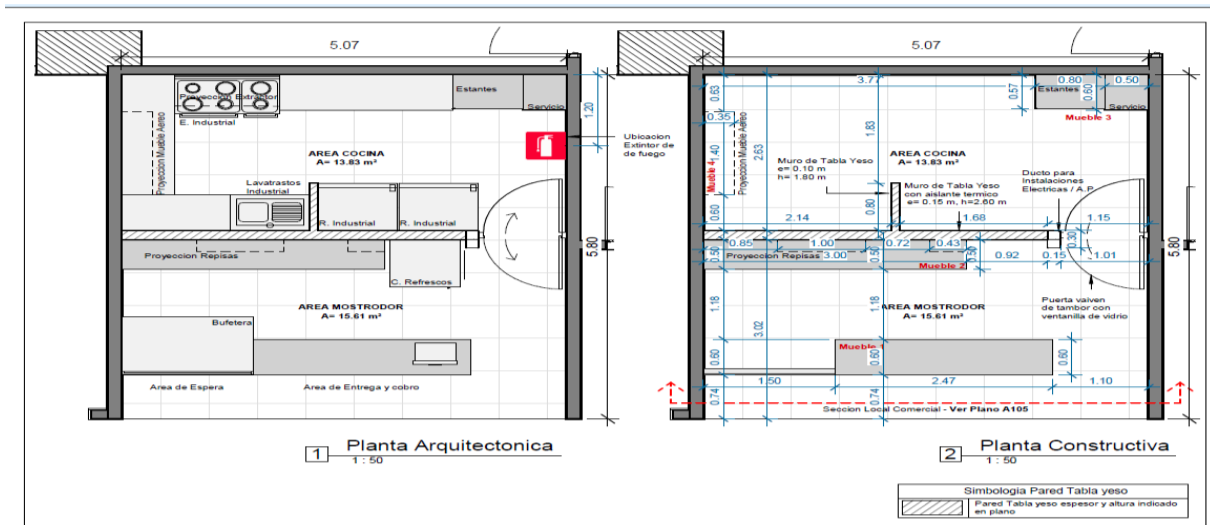 5.07
Proyeccion Extractor
E. Industrial
Estantes
Servicio
1.20
Proyeccion Mueble Aereo
AREA COCINA
A= 13.83 m²
Ubicacion
Extintor de
de fuego
Lavatrastos
Industrial
R. Industrial
R. Industrial
Proyeccion Repisas
C. Refrescos
5.80
AREA MOSTRODOR
A= 15.61 m²
Bufetera
Area de Espera
Area de Entrega y cobro
1
Planta Arquitectonica
1 : 50
5.07
3.77
0.80
0.50
0.63
0.57
Estantes
0.60
Servicio
Mueble 3
0.35
1.83
Proyeccion Mueble Aereo
1.40
2.63
Mueble 4
AREA COCINA
A= 13.83 m²
Muro de Tabla Yeso
e= 0.10 m
h= 1.80 m
Muro de Tabla Yeso
con aislante termico
e= 0.15 m, h=2.60 m
Ducto para
Instalaciones
Electricas / A.P.
0.60
0.80
2.14
1.68
1.15
0.85
1.00
0.72
0.43
0.30
0.50
Proyeccion Repisas
3.00
0.50
0.50
0.92
0.15
1.01
Mueble 2
5.80
1.18
3.02
1.18
AREA MOSTRODOR
A= 15.61 m²
Puerta vaiven
de tambor con
ventanilla de vidrio
Mueble 1
0.60
0.60
0.60
1.50
2.47
1.10
0.74
0.74
Seccion Local Comercial - Ver Plano A105
2
Planta Constructiva
1 : 50
Simbologia Pared Tabla yeso
Pared Tabla yeso espesor y altura indicado
en plano